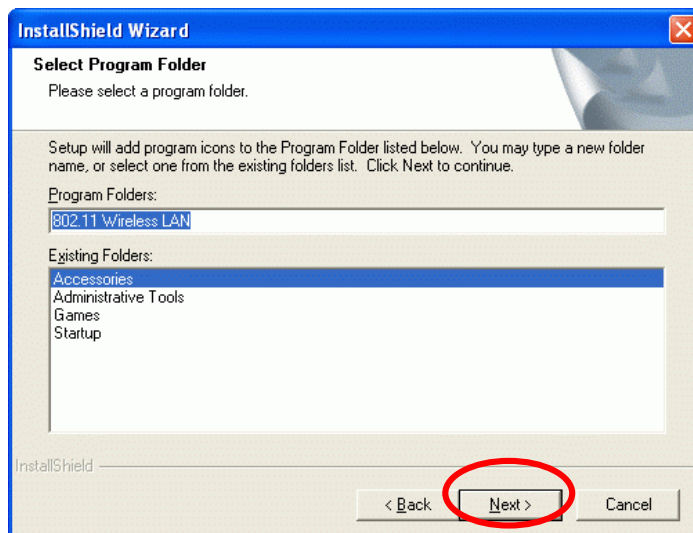 InstallShield Wizard
Select Program Folder
Please select a program folder.
Setup will add program icons to the Program Folder listed below.  You may type a new folder
name, or select one from the existing folders list.  Click Next to continue.
Program Folders:
802.11 Wireless LAN
Existing Folders:
Accessories
Administrative Tools
Games
Startup
InstallShield
< Back
Next >
Cancel